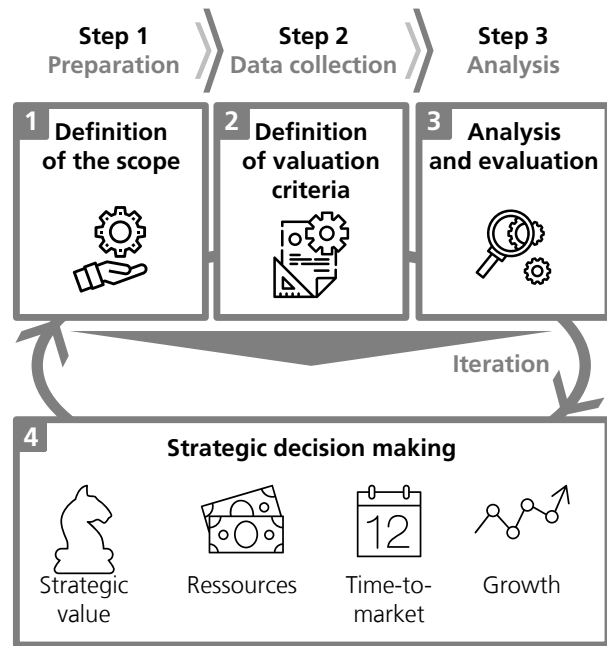 Step 1
Preparation
Step 2
Data collection
Step 3
Analysis
1
Definition
of the scope
2
Definition
of valuation
criteria
3
Analysis
and evaluation
Iteration
4
Strategic decision making
12
Strategic
value
Ressources
Time-to-
market
Growth